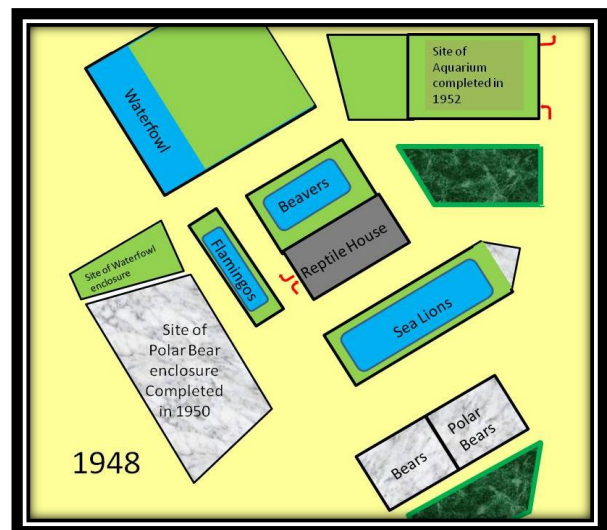 Site of
Aquarium
completed in
1952
Waterfowl
Beavers
Reptile House
Flamingos
Site of Waterfowl
enclosure
Sea Lions
Site of
Polar Bear
enclosure
Completed
in 1950
Polar
Bears
Bears
1948